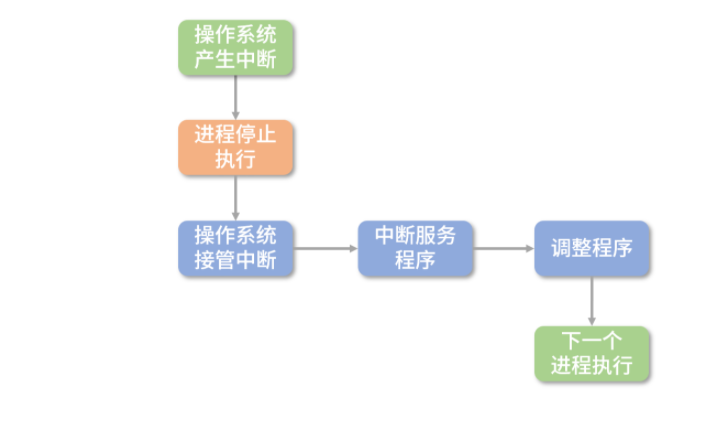 操作系统
产生中断
进程停止
执行
操作系统
接管中断
中断服务
程序
调整程序
下一个
进程执行